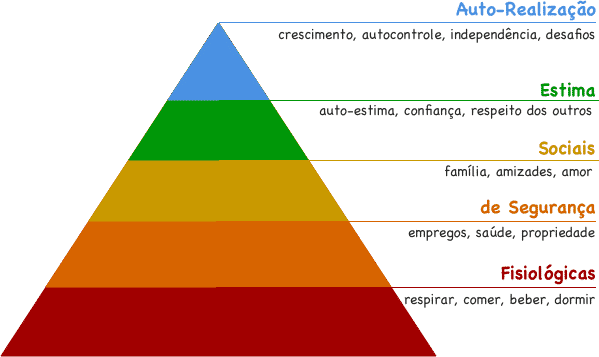 Auto-Realização
crescimento, autocontrole, independência, desafios
Estima
auto-estima, confiança, respeito dos outros
Sociais
família, amizades, amor
de Segurança
empregos, saúde, propriedade
Fisiológicas
respirar, comer, beber, dormir